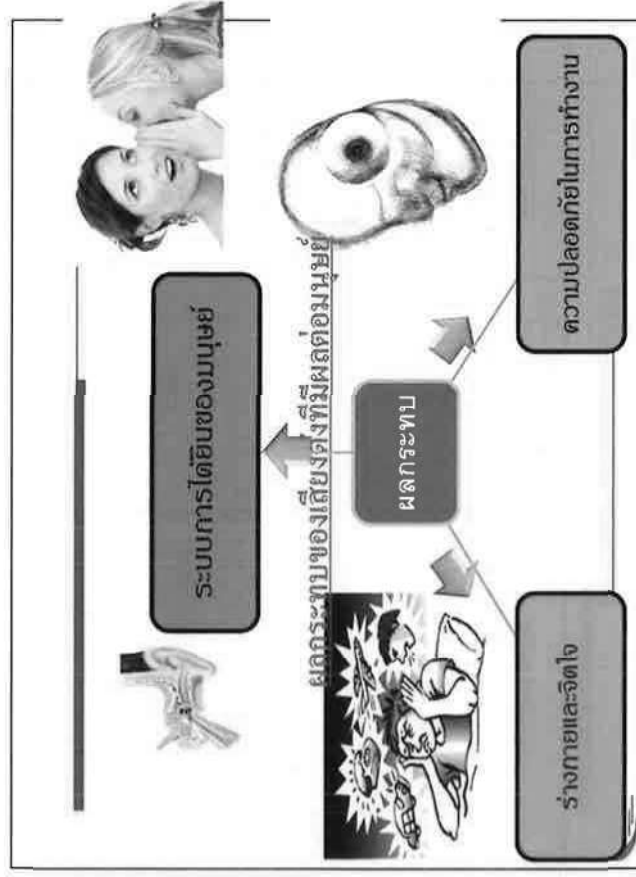 ผลกระทบของเสียงดังที่มีผลต่อมนุษย์
ระบบการได้ยินของมนุษย์
ผลกระทบ
ร่างกายและจิตใจ
ความปลอดภัยในการทำงาน